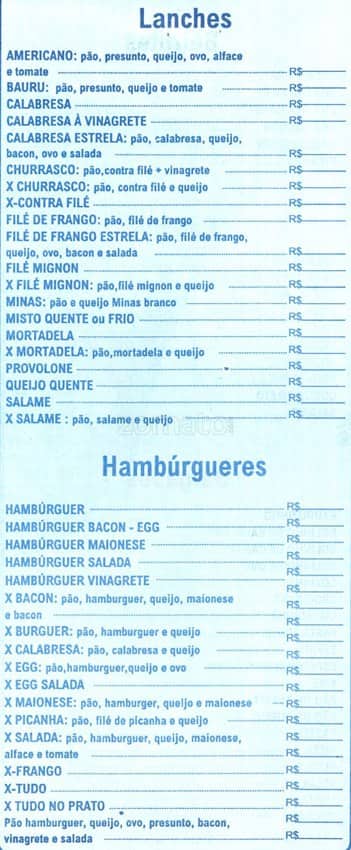 Lanches
AMERICANO: pão, presunto, queijo, ovo, alface
e tomate R$
BAURU: pão, presunto, queijo e tomate R$
CALABRESA R$
CALABRESA À VINAGRETE R$
CALABRESA ESTRELA: pão, calabresa, queijo,
bacon, ovo e salada R$
CHURRASCO: pão,contra filé + vinagrete R$
X CHURRASCO: pão, contra filé e queijo R$
X-CONTRA FILÉ R$
FILÉ DE FRANGO: pão, filé de frango R$
FILÉ DE FRANGO ESTRELA: pão, filé de frango,
queijo, ovo, bacon e salada R$
FILÉ MIGNON R$
X FILÉ MIGNON: pão,filé mignon e queijo R$
MINAS: pão e queijo Minas branco R$
MISTO QUENTE ou FRIO R$
MORTADELA R$
X MORTADELA: pão,mortadela e queijo R$
PROVOLONE R$
QUEIJO QUENTE R$
SALAME R$
X SALAME : pão, salame e queijo R$
zomato
Hambúrgueres
HAMBÚRGUER R$
HAMBÚRGUER BACON - EGG R$
HAMBÚRGUER MAIONESE R$
HAMBÚRGUER SALADA R$
HAMBÚRGUER VINAGRETE R$
X BACON: pão, hamburguer, queijo, maionese
e bacon R$
X BURGUER: pão, hamburguer e queijo R$
X CALABRESA: pão, calabresa e queijo R$
X EGG: pão,hamburguer,queijo e ovo R$
X EGG SALADA R$
X MAIONESE: pão, hamburger, queijo e maionese R$
X PICANHA: pão, filé de picanha e queijo R$
X SALADA: pão, hambúrguer, queijo, maionese,
alface e tomate R$
X-FRANGO R$
X-TUDO R$
X TUDO NO PRATO R$
Pão hamburguer, queijo, ovo, presunto, bacon,
vinagrete e salada R$